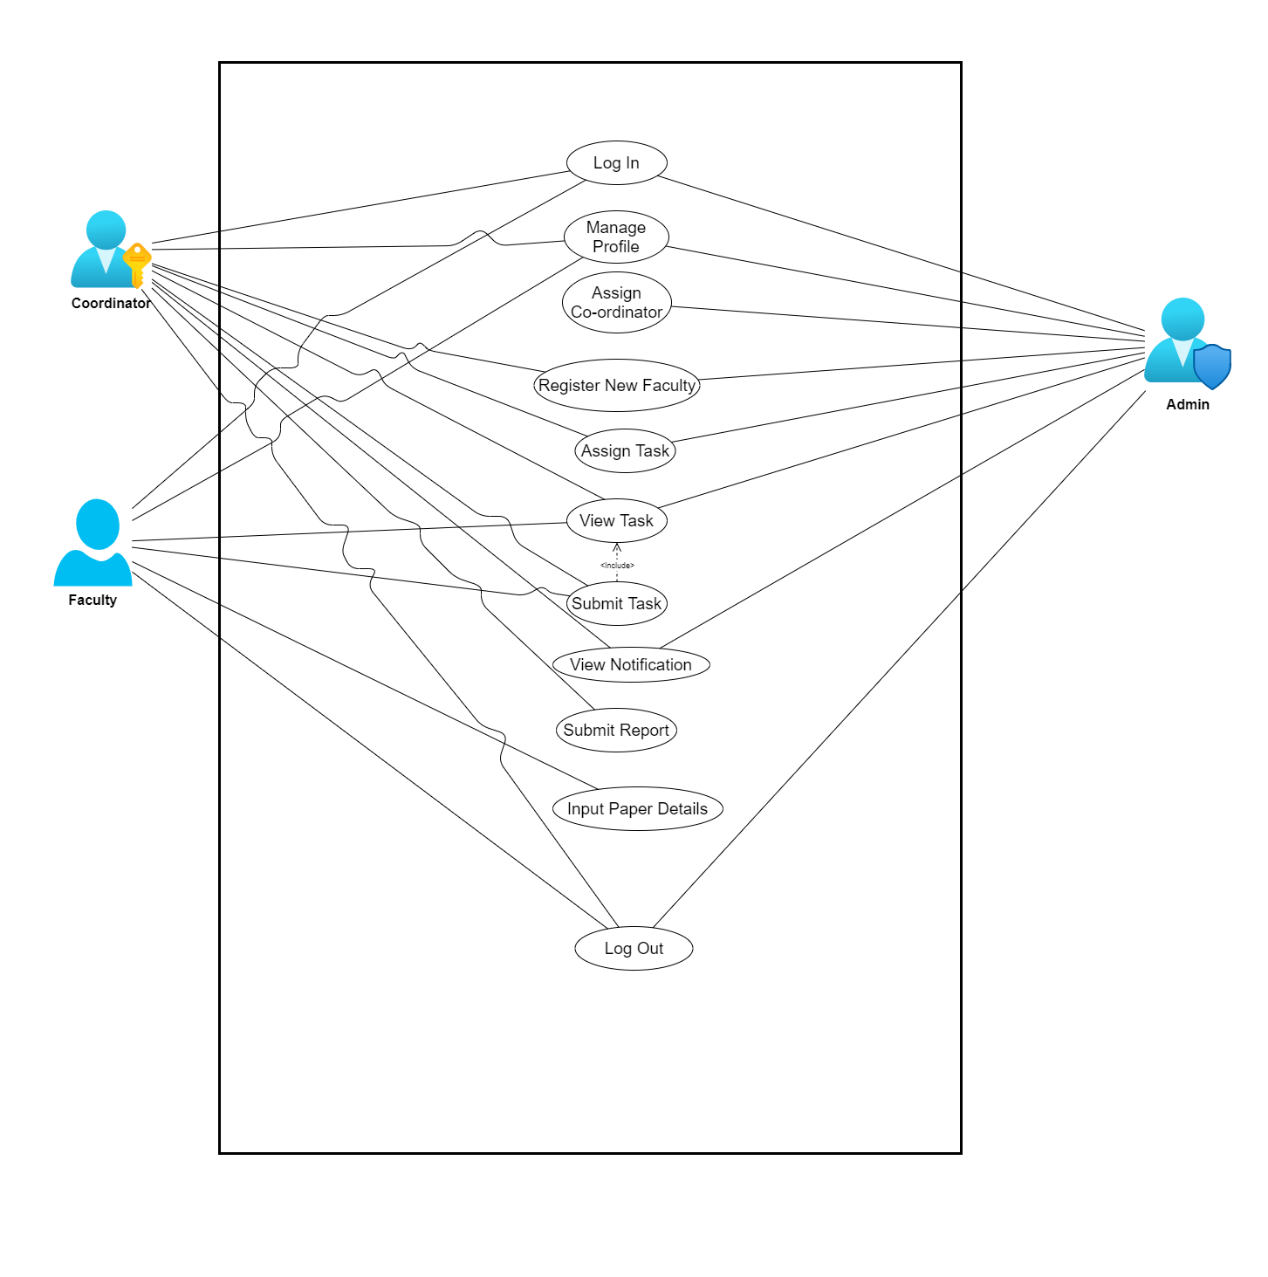 Log In
Manage
Profile
Assign
Co-ordinator
Coordinator
Register New Faculty
Admin
Assign Task
View Task
<include>
Faculty
Submit Task
View Notification
Submit Report
Input Paper Details
Log Out